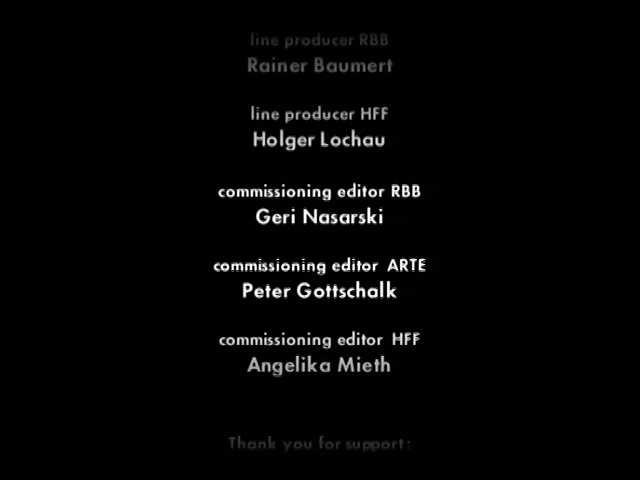 line producer RBB
Rainer Baumert
line producer HFF
Holger Lochau
commissioning editor RBB
Geri Nasarski
commissioning editor ARTE
Peter Gottschalk
commissioning editor HFF
Angelika Mieth
Thank you for support: